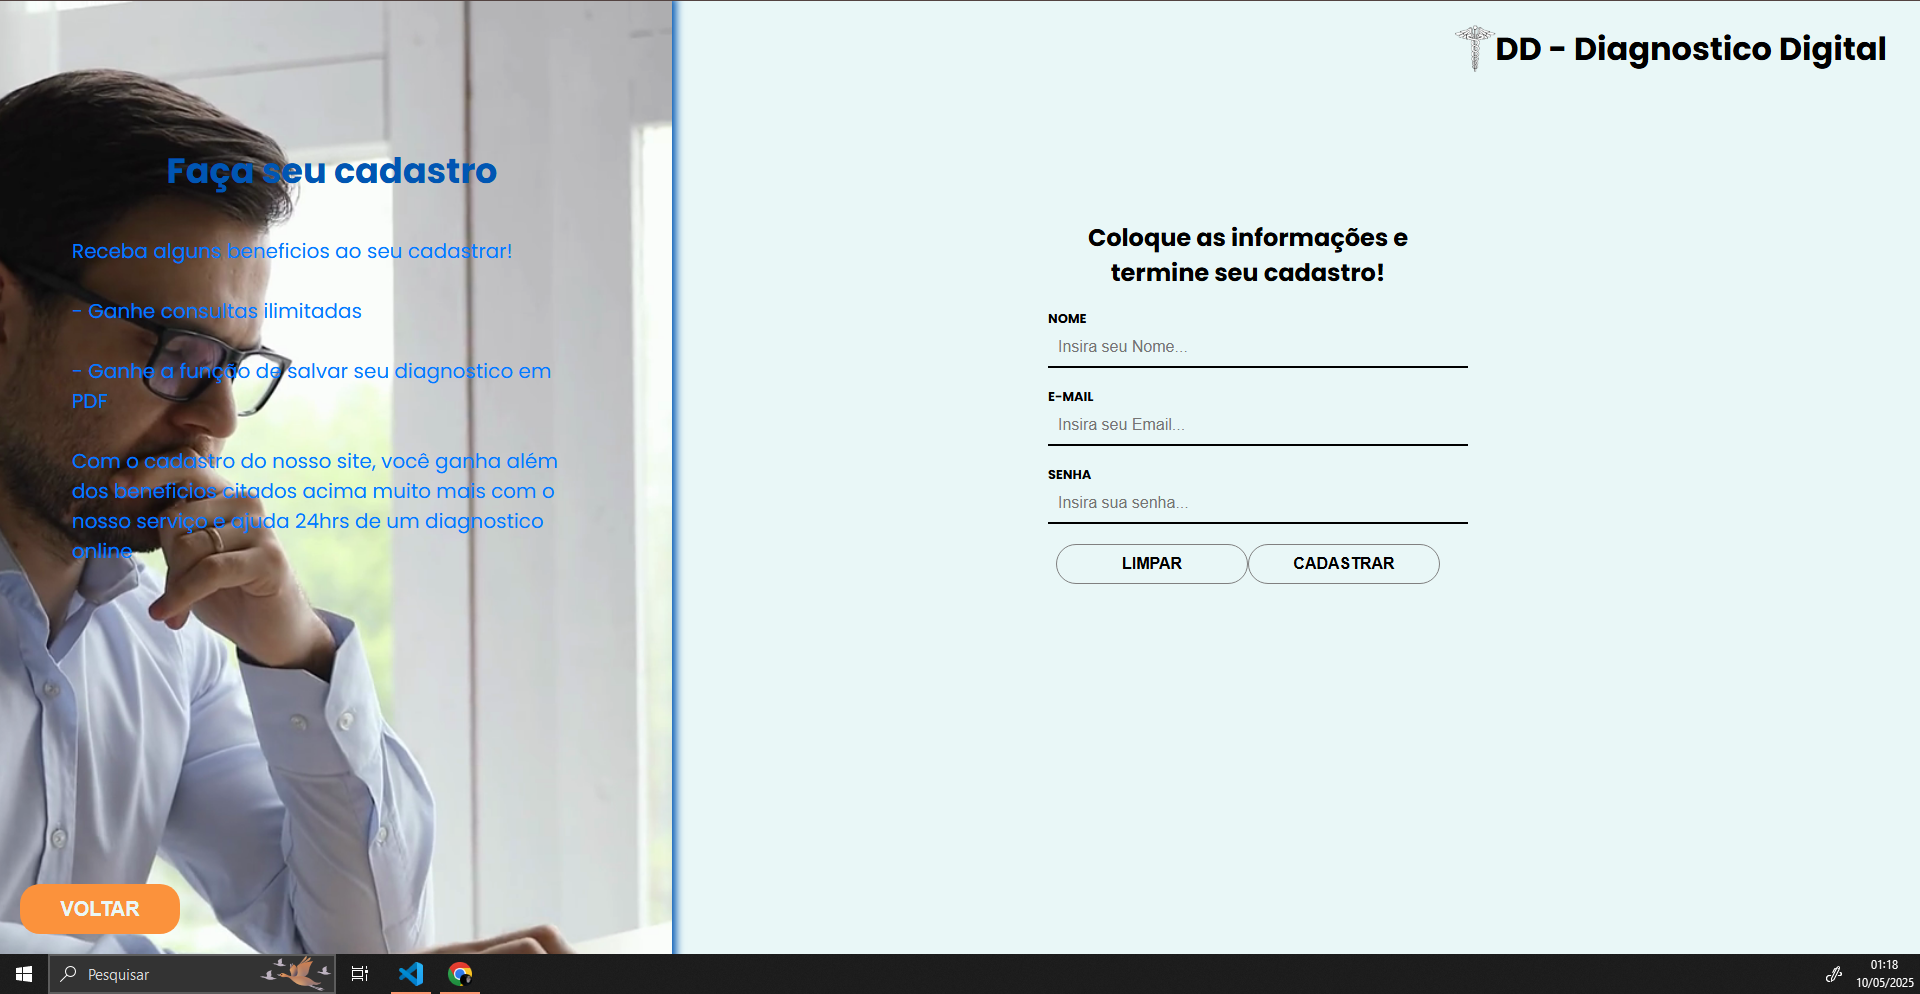 DD - Diagnostico Digital
Faça seu cadastro
Receba alguns beneficios ao seu cadastrar!
- Ganhe consultas ilimitadas
- Ganhe a função de salvar seu diagnostico em
PDF
Com o cadastro do nosso site, você ganha além
dos beneficios citados acima muito mais com o
nosso serviço e ajuda 24hrs de um diagnostico
online
VOLTAR
Coloque as informações e
termine seu cadastro!
NOME
Insira seu Nome...
E-MAIL
Insira seu Email...
SENHA
Insira sua senha...
LIMPAR CADASTRAR
Pesquisar
01:18
10/05/2025